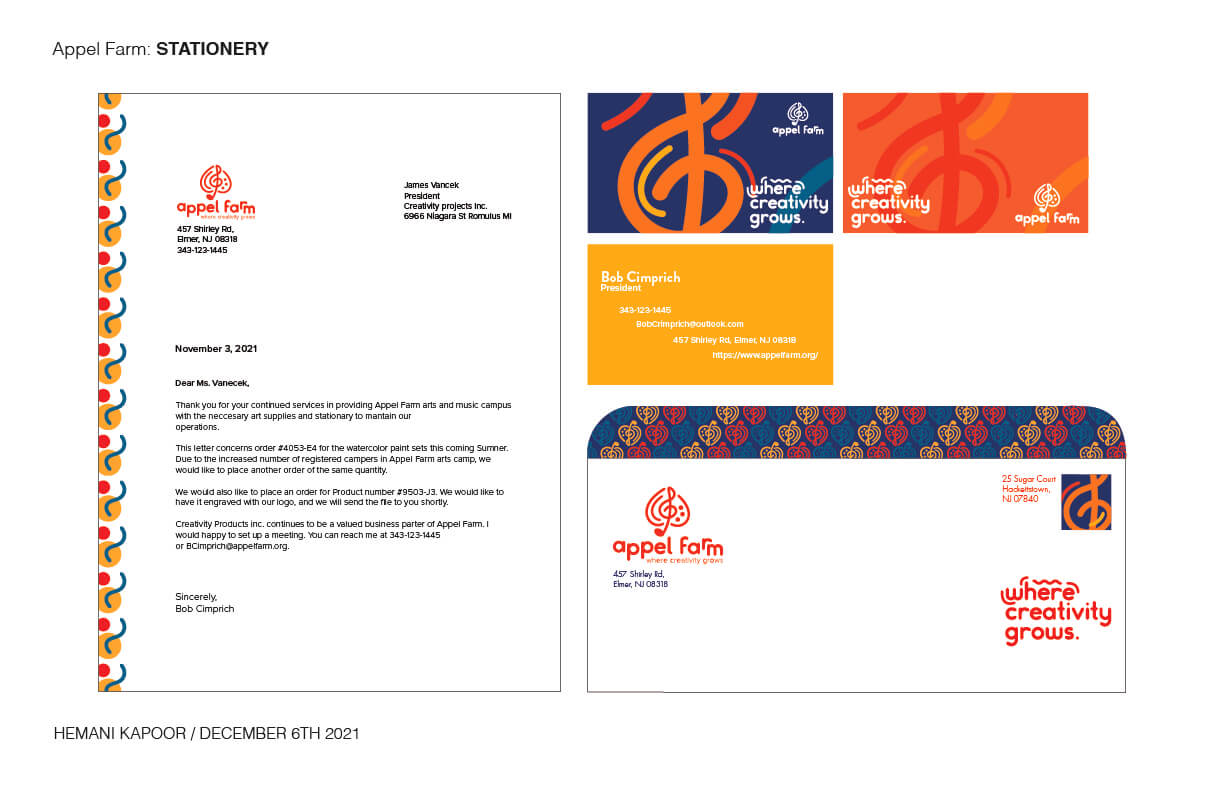 Appel Farm: STATIONERY
appel farm
where creativity grows
457 Shirley Rd,
Elmer, NJ 08318
343-123-1445
James Vancek
President
Creativity projects Inc.
6966 Niagara St Romulus MI
November 3, 2021
Dear Ms. Vanecek,
Thank you for your continued services in providing Appel Farm arts and music campus
with the neccesary art supplies and stationary to mantain our
operations.
This letter concerns order #4053-E4 for the watercolor paint sets this coming Sumner.
Due to the increased number of registered campers in Appel Farm arts camp, we
would like to place another order of the same quantity.
We would also like to place an order for Product number #9503-J3. We would like to
have it engraved with our logo, and we will send the file to you shortly.
Creativity Products inc. continues to be a valued business parter of Appel Farm. I
would happy to set up a meeting. You can reach me at 343-123-1445
or BCimprich@appelfarm.org.
Sincerely,
Bob Cimprich
appel farm
where
creativity
grows.
where
creativity
grows.
appel farm
Bob Cimprich
President
343-123-1445
BobCrimprich@outlook.com
457 Shirley Rd, Elmer, NJ 08318
https://www.appelfarm.org/
appel farm
where creativity grows
457 Shirley Rd,
Elmer, NJ 08318
25 Sugar Court
Hackettstown,
NJ 07840
where
creativity
grows.
HEMANI KAPOOR / DECEMBER 6TH 2021